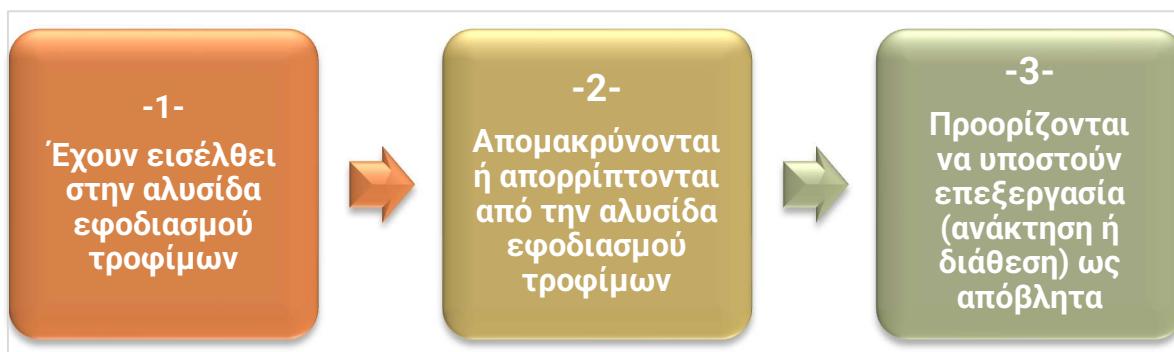 -1-
Έχουν εισέλθει
στην αλυσίδα
εφοδιασμού
τροφίμων
-2-
Απομακρύνονται
ή απορρίπτονται
από την αλυσίδα
εφοδιασμού
τροφίμων
-3-
Προορίζονται
να υποστούν
επεξεργασία
(ανάκτηση ή
διάθεση) ως
απόβλητα